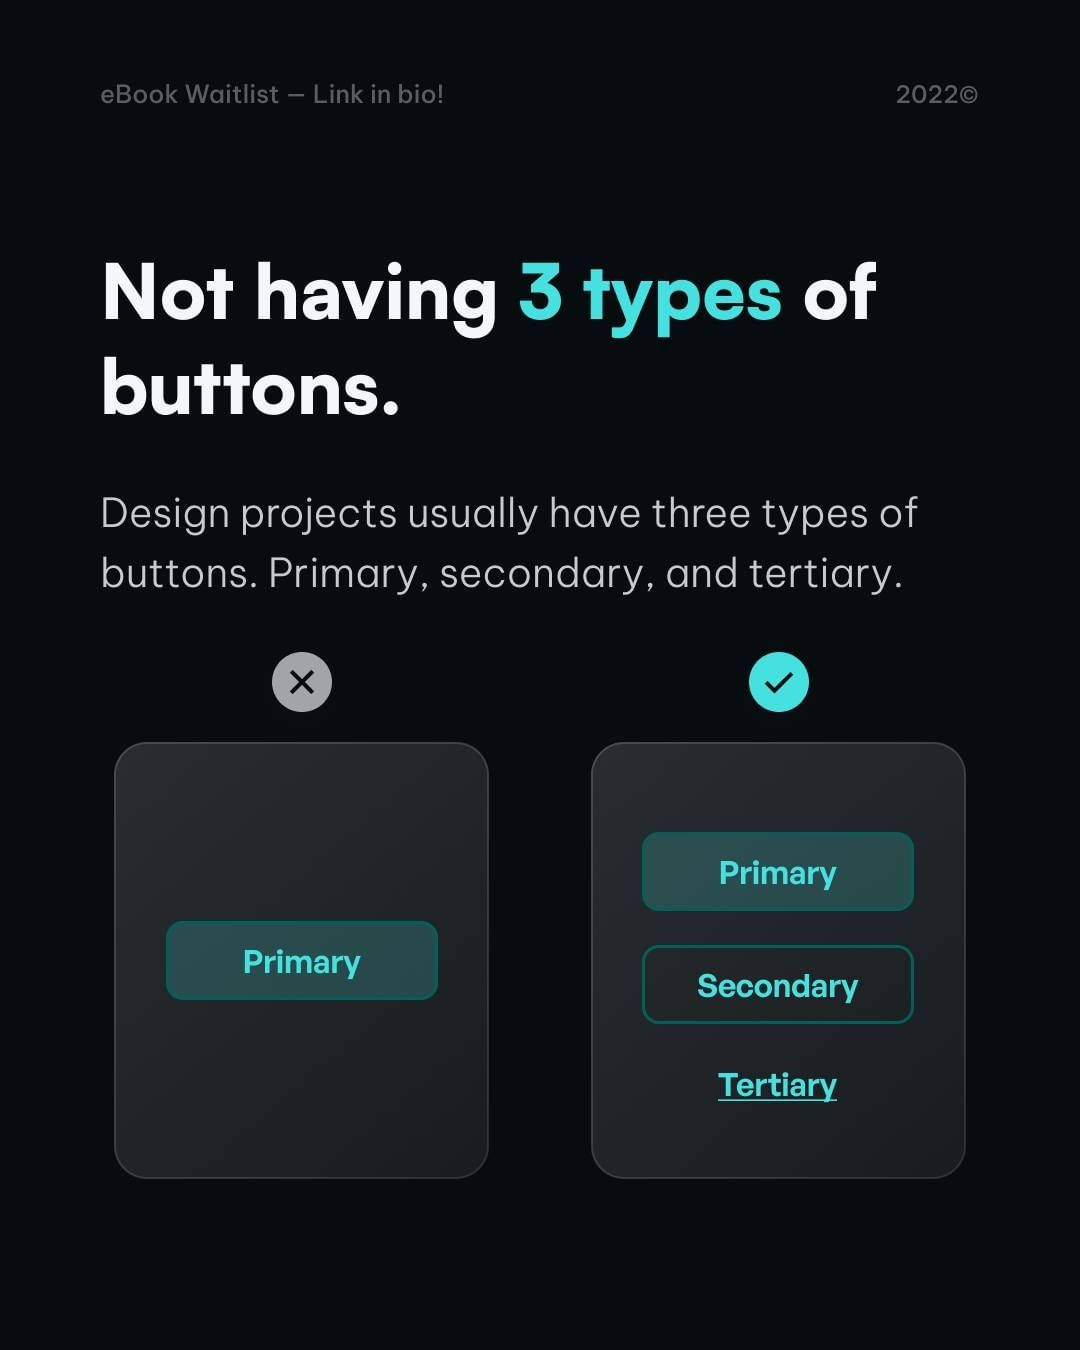 eBook Waitlist — Link in bio!
2022©
Not having 3 types of
buttons.
Design projects usually have three types of
buttons. Primary, secondary, and tertiary.
Primary
Primary
Secondary
Tertiary